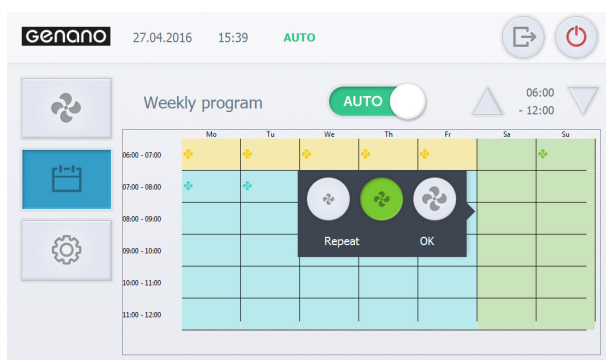 Genano 27.04.2016 15:39 AUTO
Weekly program AUTO 06:00
- 12:00
Mo Tu We Th Fr Sa Su
06:00 - 07:00
07:00 - 08:00
08:00 - 09:00
Repeat OK
09:00 - 10:00
10:00 - 11:00
11:00 - 12:00